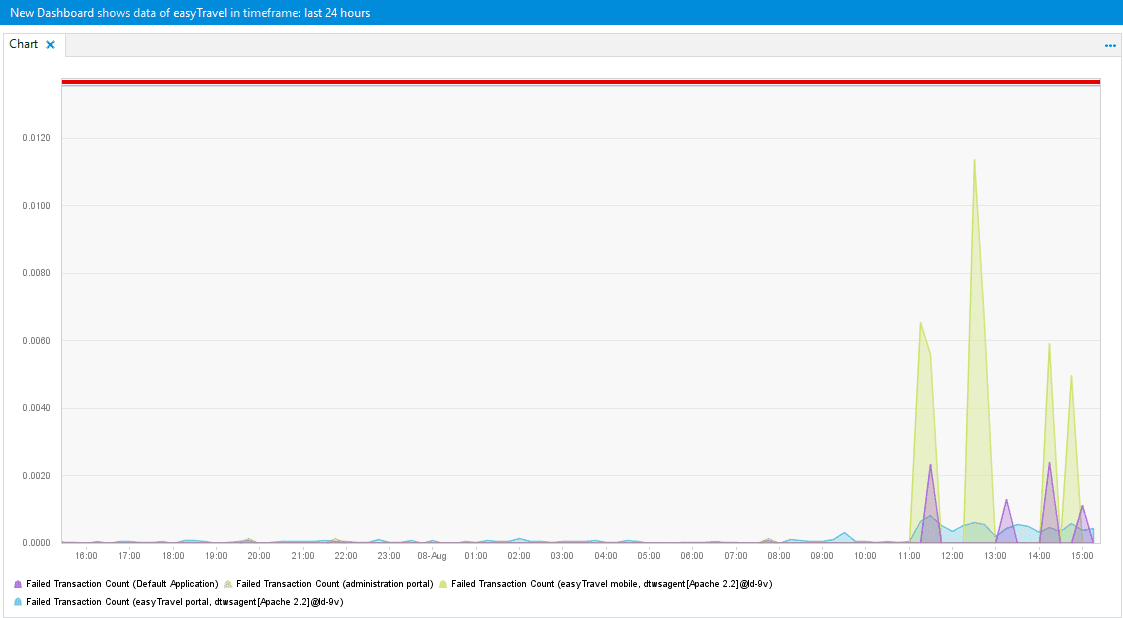 New Dashboard shows data of easyTravel in timeframe: last 24 hours
Chart
0.0120
0.0100
0.0080
0.0060
0.0040
0.0020
0.0000
16:00 17:00 18:00 19:00 20:00 21:00 22:00 23:00 08-Aug 01:00 02:00 03:00 04:00 05:00 06:00 07:00 08:00 09:00 10:00 11:00 12:00 13:00 14:00 15:00
Failed Transaction Count (Default Application) Failed Transaction Count (administration portal) Failed Transaction Count (easyTravel mobile, dtwsagent[Apache 2.2]@ld-9v)
Failed Transaction Count (easyTravel portal, dtwsagent[Apache 2.2]@ld-9v)